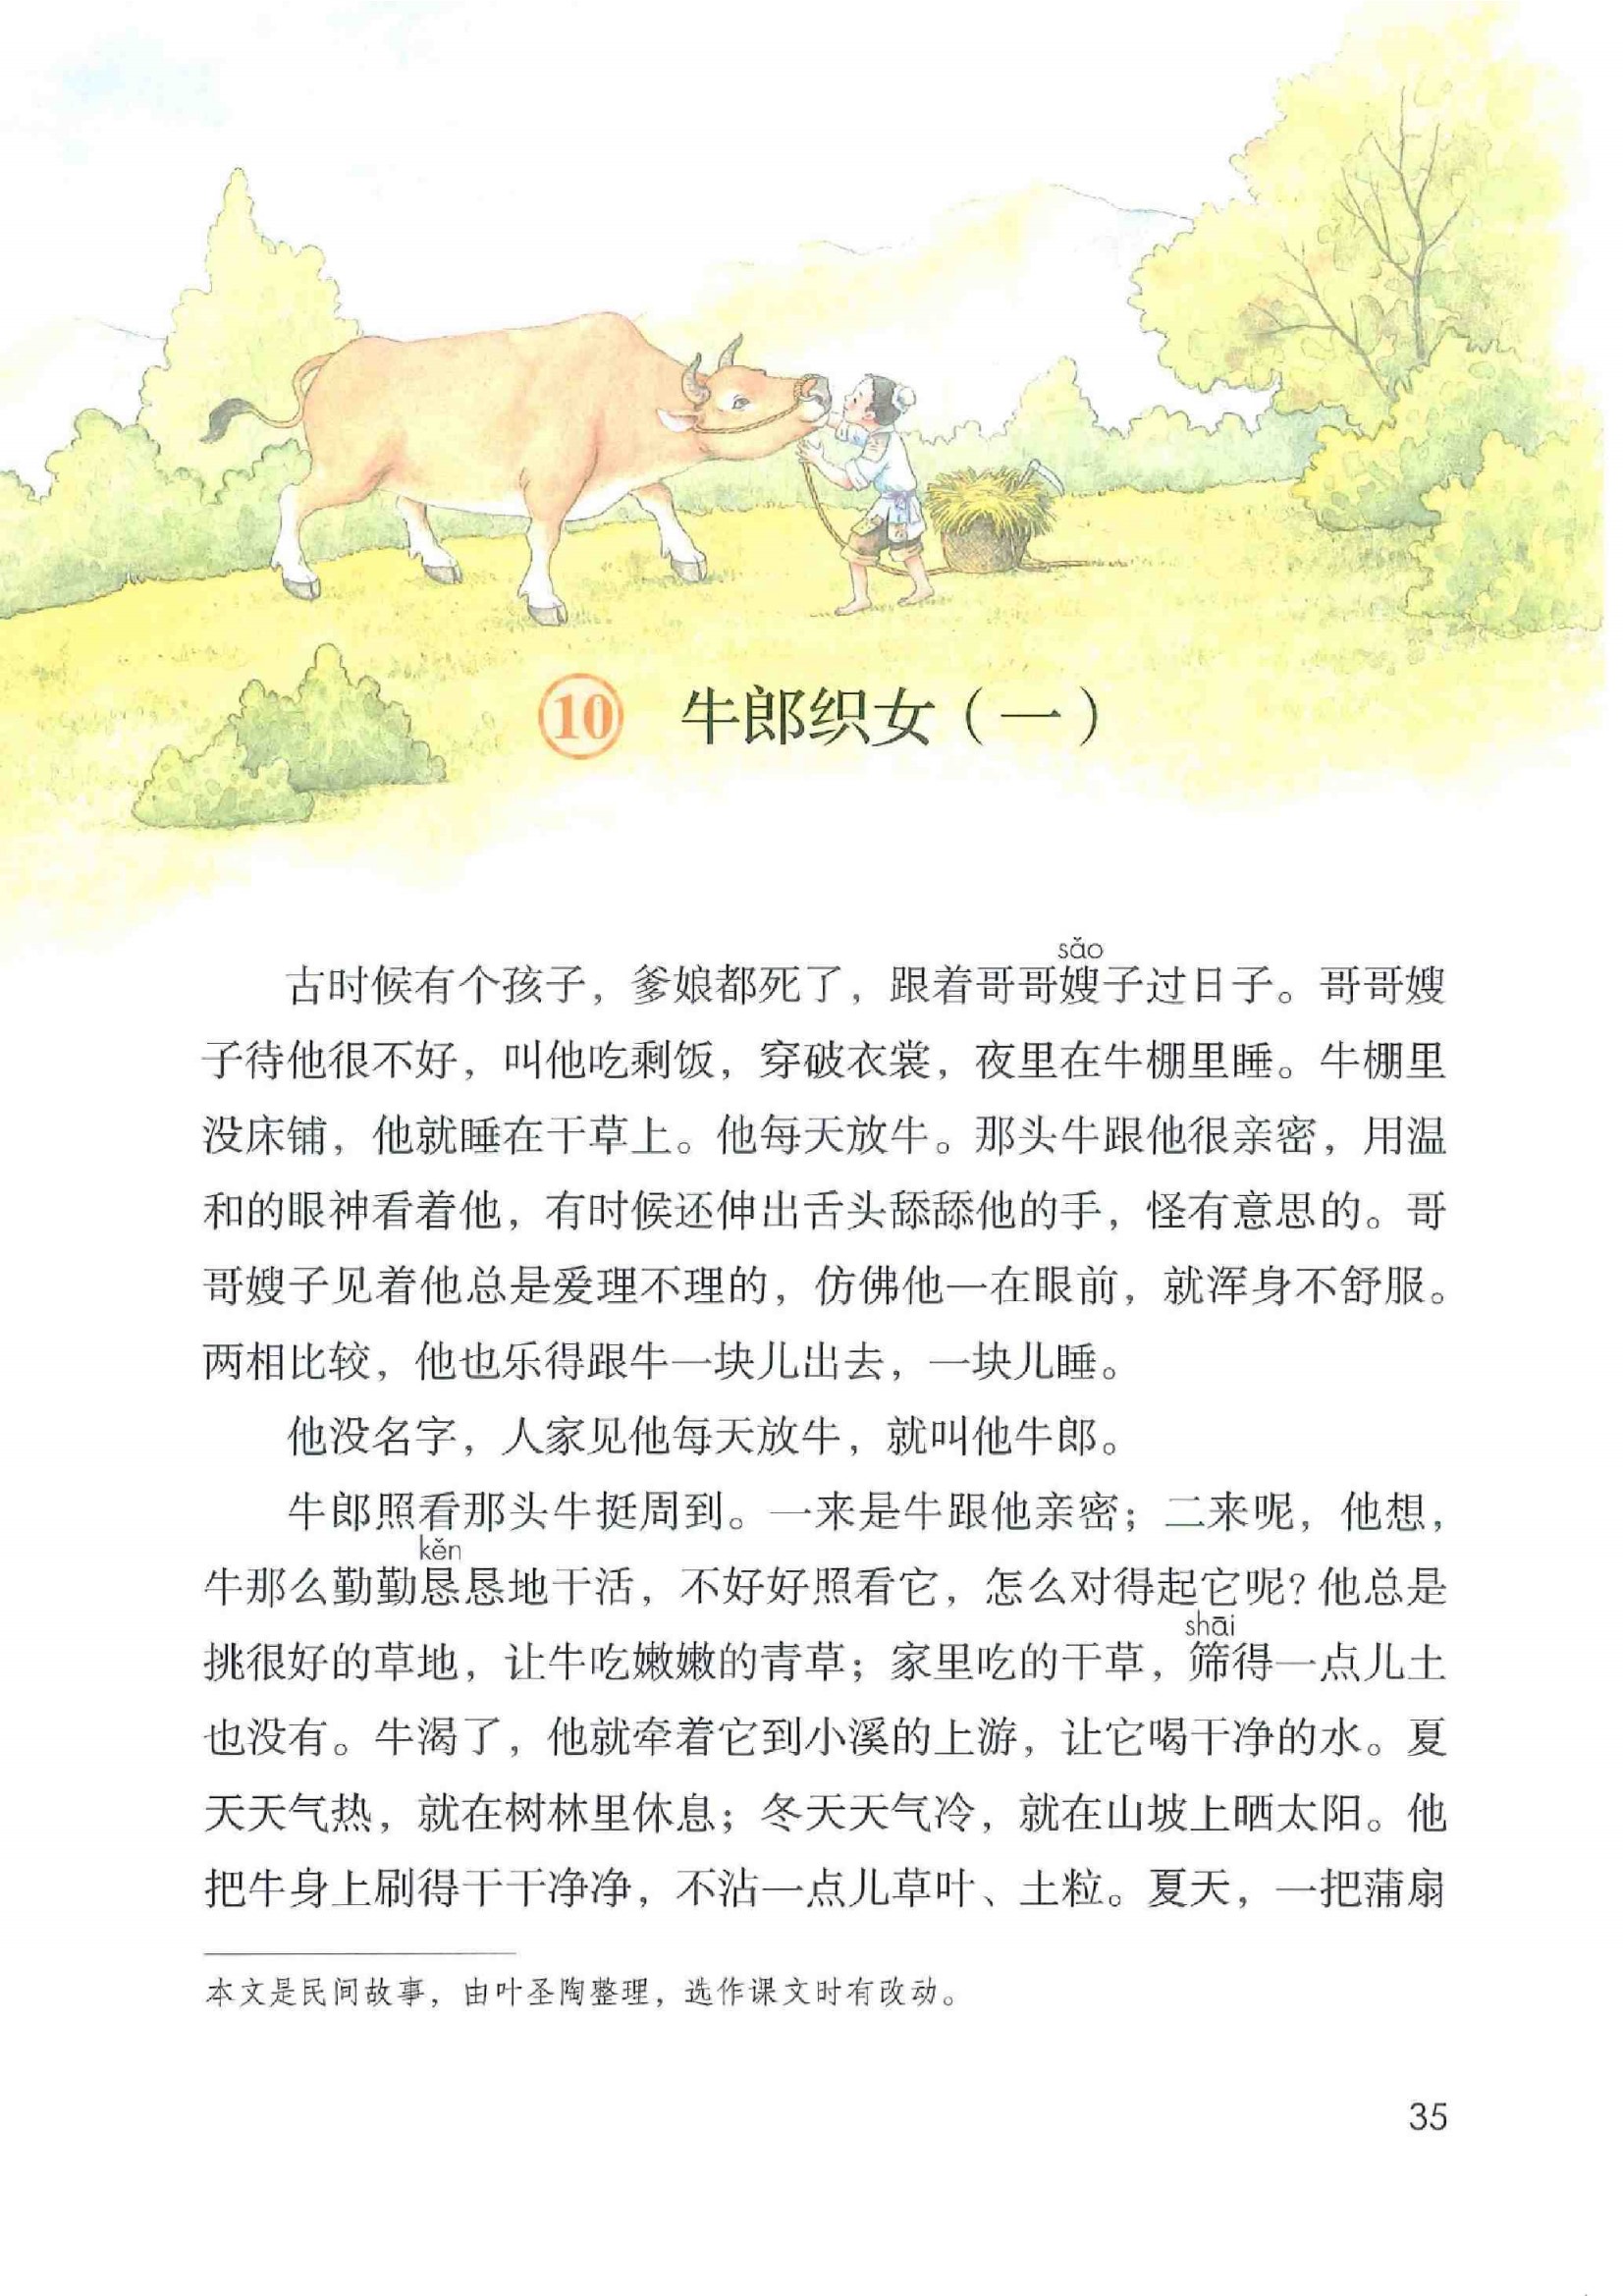 10 牛郎织女（一）
sǎo
古时候有个孩子，爹娘都死了，跟着哥哥嫂子过日子。哥哥嫂
子待他很不好，叫他吃剩饭，穿破衣裳，夜里在牛棚里睡。牛棚里
没床铺，他就睡在干草上。他每天放牛。那头牛跟他很亲密，用温
和的眼神看着他，有时候还伸出舌头舔舔他的手，怪有意思的。哥
哥嫂子见着他总是爱理不理的，仿佛他一在眼前，就浑身不舒服。
两相比较，他也乐得跟牛一块儿出去，一块儿睡。
他没名字，人家见他每天放牛，就叫他牛郎。
牛郎照看那头牛挺周到。一来是牛跟他亲密；二来呢，他想，
kěn
牛那么勤勤恳恳地干活，不好好照看它，怎么对得起它呢？他总是
shāi
挑很好的草地，让牛吃嫩嫩的青草；家里吃的干草，筛得一点儿土
也没有。牛渴了，他就牵着它到小溪的上游，让它喝干净的水。夏
天天气热，就在树林里休息；冬天天气冷，就在山坡上晒太阳。他
把牛身上刷得干干净净，不沾一点儿草叶、土粒。夏天，一把蒲扇
本文是民间故事，由叶圣陶整理，选作课文时有改动。
35